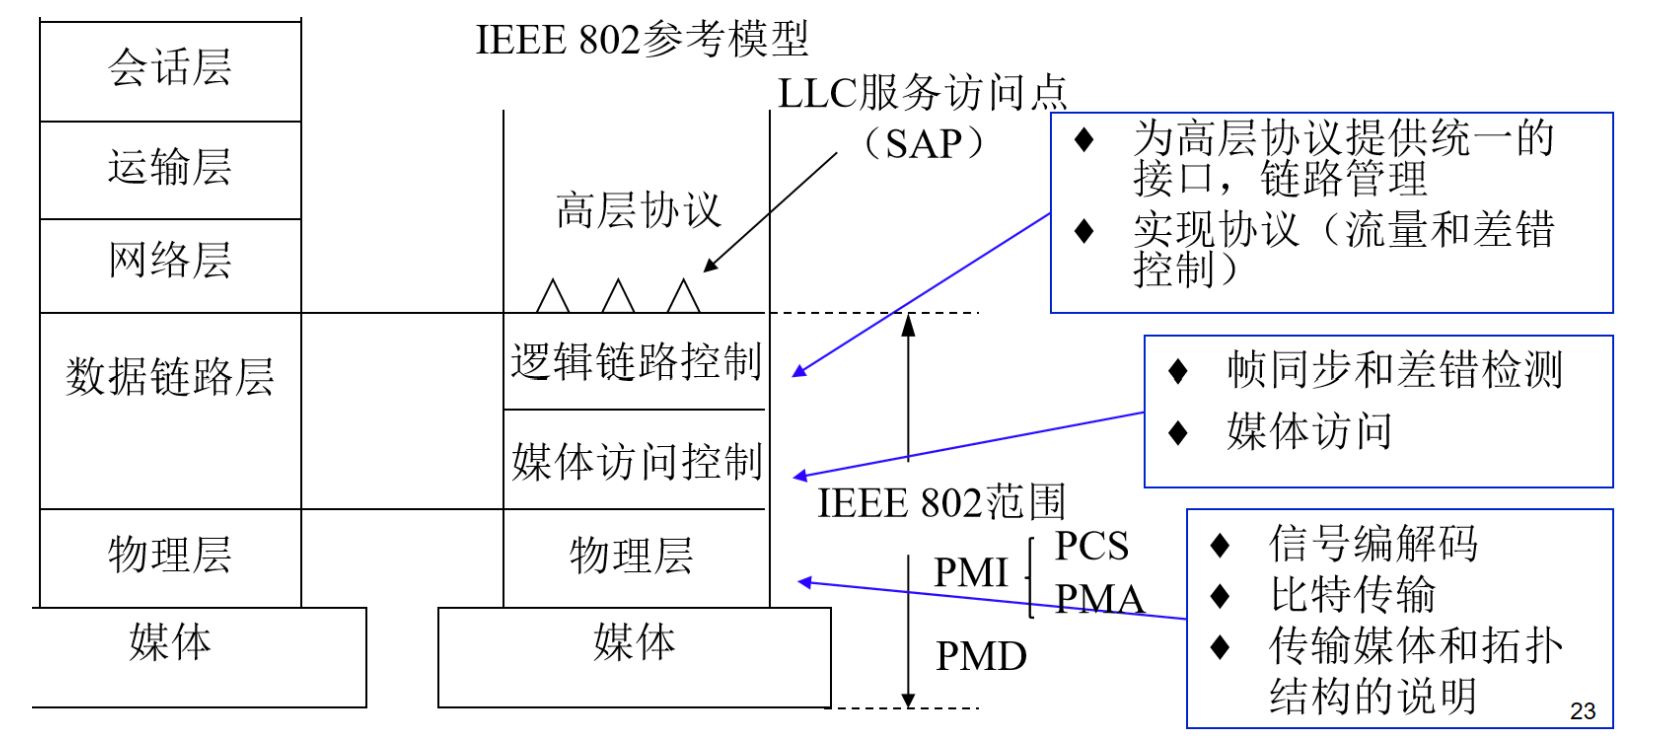 IEEE 802参考模型
会话层
运输层
网络层
数据链路层
物理层
媒体
LLC服务访问点
（SAP）
高层协议
逻辑链路控制
媒体访问控制
物理层
媒体
IEEE 802范围
PMI
PCS
PMA
PMD
♦ 为高层协议提供统一的
接口，链路管理
♦ 实现协议（流量和差错
控制）
♦ 帧同步和差错检测
♦ 媒体访问
♦ 信号编解码
♦ 比特传输
♦ 传输媒体和拓扑
结构的说明
23